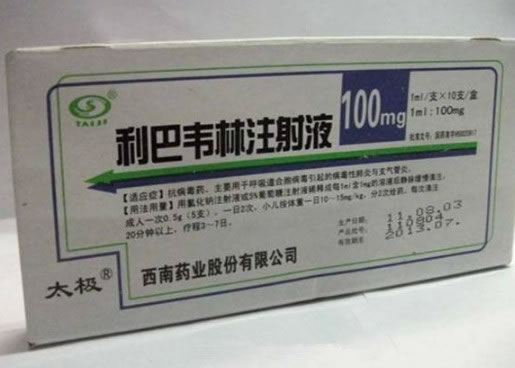 TAIJI
利巴韦林注射液
100mg
1ml/支×10支/盒
1ml:100mg
【适应症】抗病毒药。主要用于呼吸道合胞病毒引起的病毒性肺炎与支气管炎。
【用法用量】用氯化钠注射液或5%葡萄糖注射液稀释成每1ml含1mg的溶液后静脉缓慢滴注。
成人一次0.5g（5支），一日2次，小儿按体重一日10~15mg/kg，分2次给药。每次滴注
20分钟以上，疗程3~7日。
生产日期: 11.08.03
产品批号: 110804
有效期至 2013.07.
太极®
西南药业股份有限公司